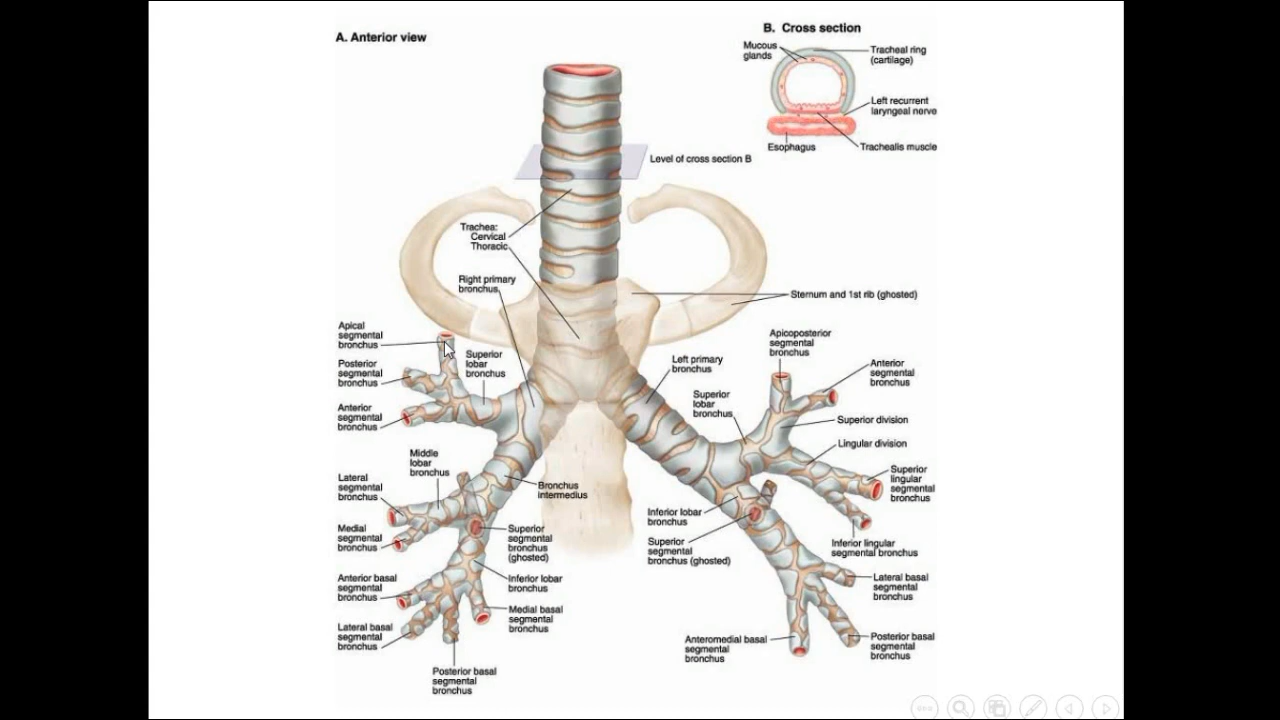 A. Anterior view
B. Cross section
Mucous
glands
Tracheal ring
(cartilage)
Left recurrent
laryngeal nerve
Esophagus
Trachealis muscle
Level of cross section B
Trachea:
Cervical
Thoracic
Right primary
bronchus
Sternum and 1st rib (ghosted)
Apical
segmental
bronchus
Posterior
segmental
bronchus
Anterior
segmental
bronchus
Superior
lobar
bronchus
Left primary
bronchus
Superior
lobar
bronchus
Apicoposterior
segmental
bronchus
Anterior
segmental
bronchus
Superior division
Lingular division
Superior
lingular
segmental
bronchus
Inferior lingular
segmental bronchus
Middle
lobar
bronchus
Lateral
segmental
bronchus
Medial
segmental
bronchus
Bronchus
intermedius
Superior
segmental
bronchus
(ghosted)
Inferior lobar
bronchus
Superior
segmental
bronchus (ghosted)
Anterior basal
segmental
bronchus
Lateral basal
segmental
bronchus
Inferior lobar
bronchus
Medial basal
segmental
bronchus
Posterior basal
segmental
bronchus
Lateral basal
segmental
bronchus
Anteromedial basal
segmental
bronchus
Posterior basal
segmental
bronchus